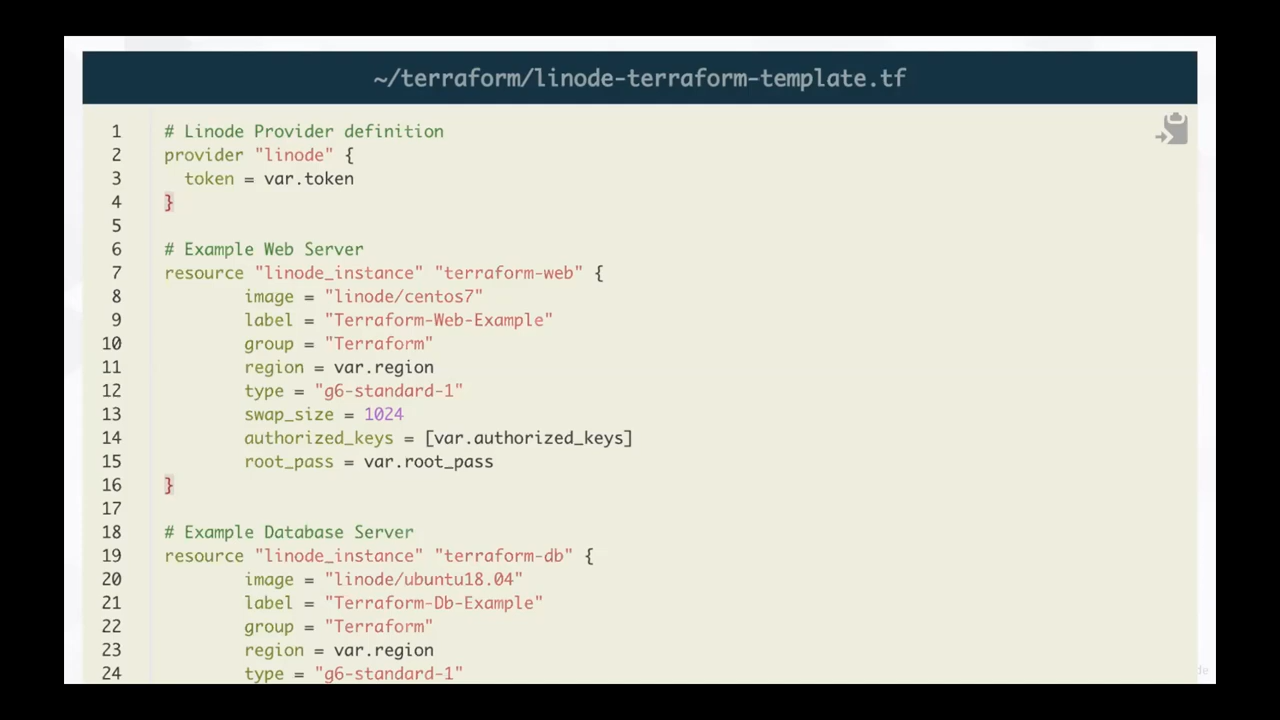 ~/terraform/linode-terraform-template.tf
1 # Linode Provider definition
2 provider "linode" {
3   token = var.token
4 }
5
6 # Example Web Server
7 resource "linode_instance" "terraform-web" {
8         image = "linode/centos7"
9         label = "Terraform-Web-Example"
10         group = "Terraform"
11         region = var.region
12         type = "g6-standard-1"
13         swap_size = 1024
14         authorized_keys = [var.authorized_keys]
15         root_pass = var.root_pass
16 }
17
18 # Example Database Server
19 resource "linode_instance" "terraform-db" {
20         image = "linode/ubuntu18.04"
21         label = "Terraform-Db-Example"
22         group = "Terraform"
23         region = var.region
24         type = "g6-standard-1"